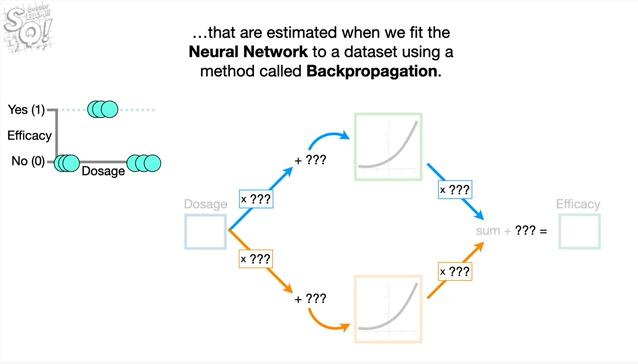 …that are estimated when we fit the
Neural Network to a dataset using a
method called Backpropagation.
Yes (1)
Efficacy
No (0)
Dosage
+ ???
x ???
x ???
Dosage
Efficacy
sum + ??? =
x ???
x ???
+ ???